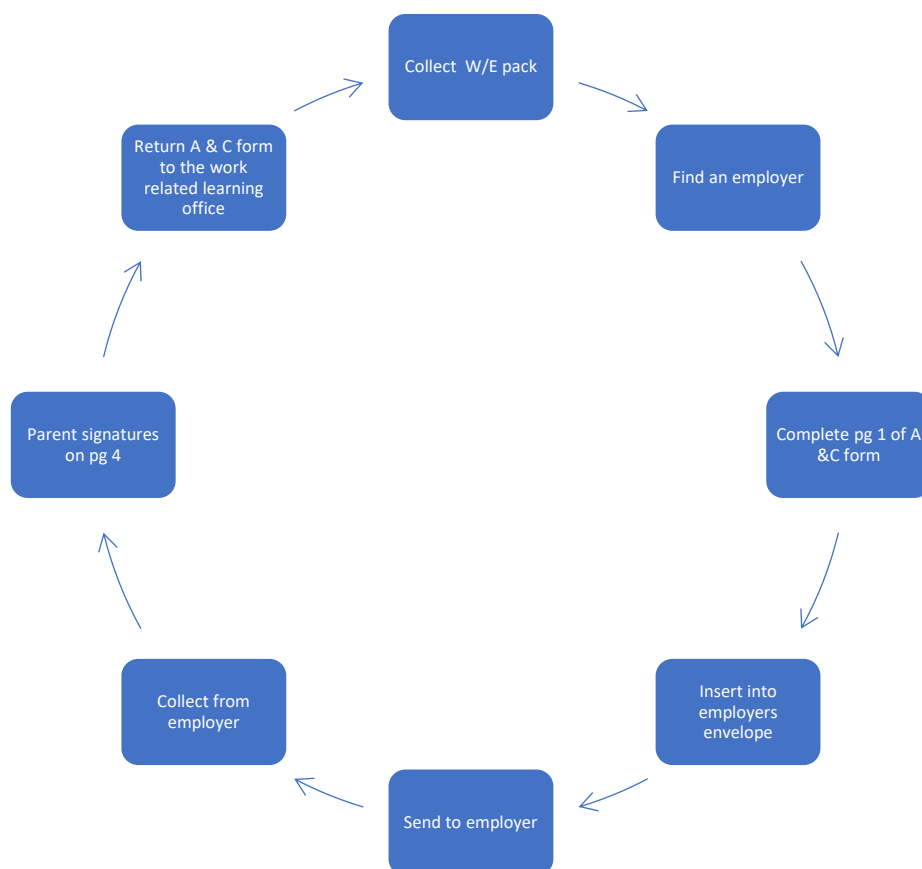 Collect  W/E pack
Find an employer
Complete pg 1 of A
&C form
Insert into
employers
envelope
Send to employer
Collect from
employer
Parent signatures
on pg 4
Return A & C form
to the work
related learning
office